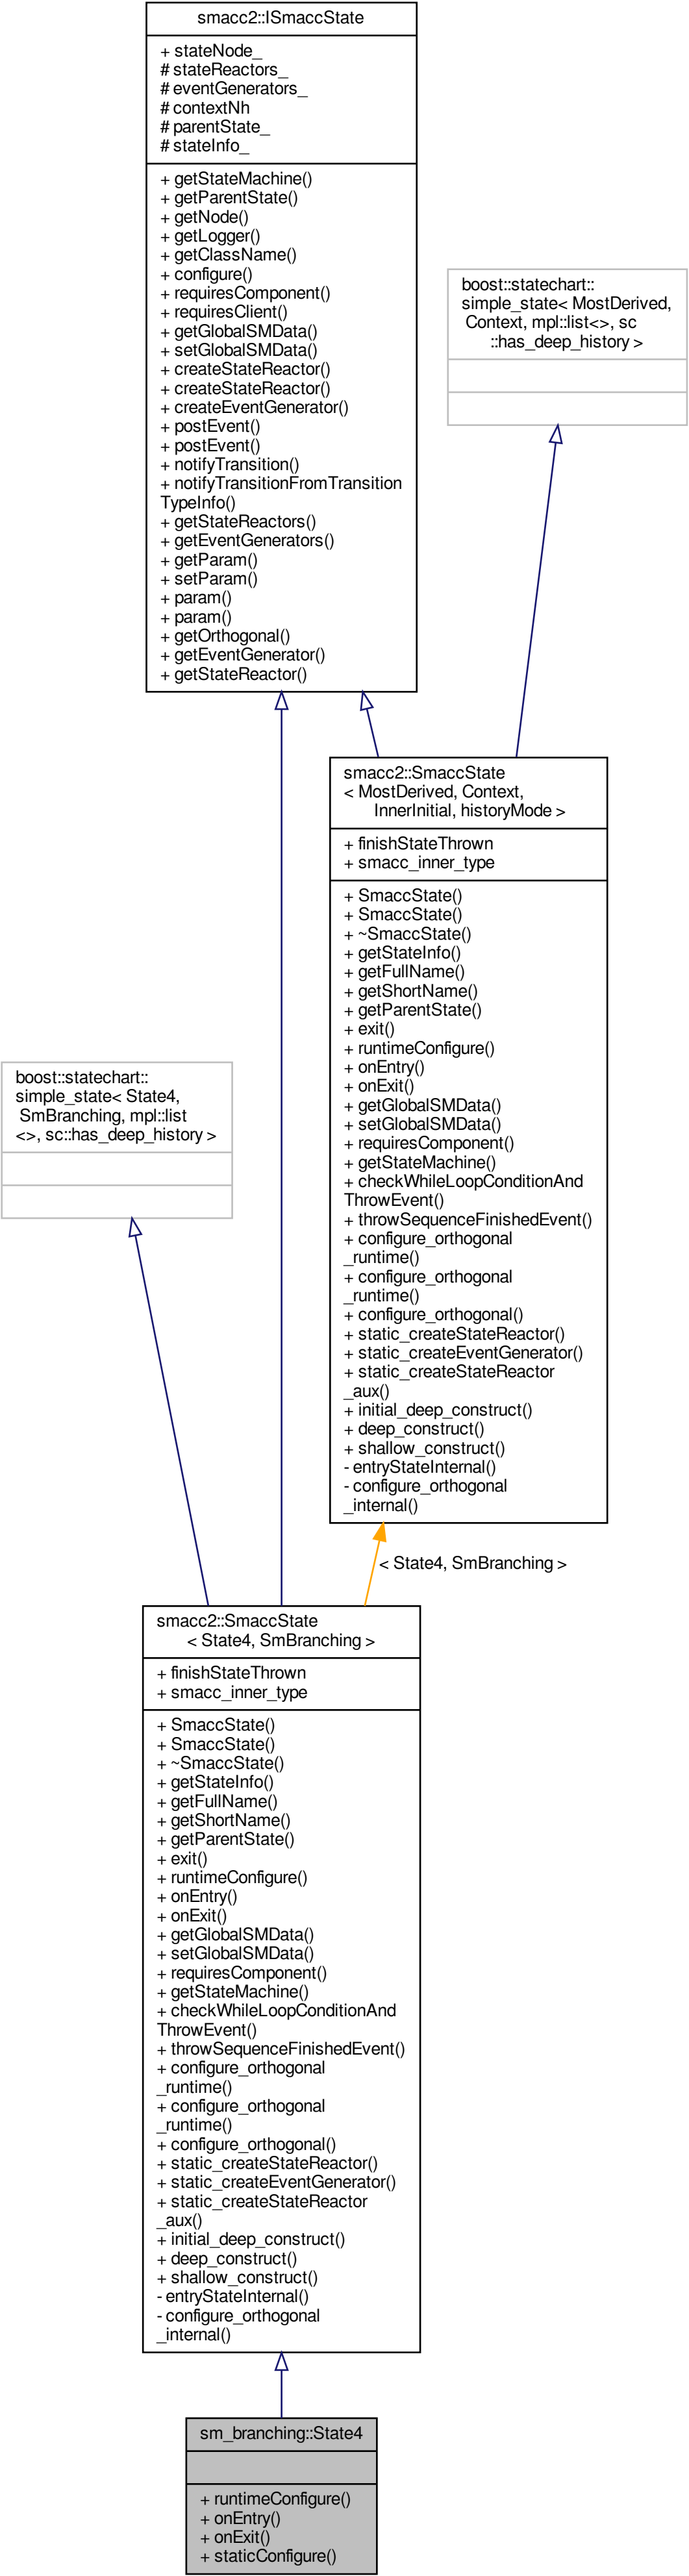 smacc2::ISmaccState
+ stateNode_
# stateReactors_
# eventGenerators_
# contextNh
# parentState_
# stateInfo_
+ getStateMachine()
+ getParentState()
+ getNode()
+ getLogger()
+ getClassName()
+ configure()
+ requiresComponent()
+ requiresClient()
+ getGlobalSMData()
+ setGlobalSMData()
+ createStateReactor()
+ createStateReactor()
+ createEventGenerator()
+ postEvent()
+ postEvent()
+ notifyTransition()
+ notifyTransitionFromTransition
TypeInfo()
+ getStateReactors()
+ getEventGenerators()
+ getParam()
+ setParam()
+ param()
+ param()
+ getOrthogonal()
+ getEventGenerator()
+ getStateReactor()
boost::statechart::
simple_state< MostDerived,
Context, mpl::list<>, sc
::has_deep_history >
smacc2::SmaccState
< MostDerived, Context,
InnerInitial, historyMode >
+ finishStateThrown
+ smacc_inner_type
+ SmaccState()
+ SmaccState()
+ ~SmaccState()
+ getStateInfo()
+ getFullName()
+ getShortName()
+ getParentState()
+ exit()
+ runtimeConfigure()
+ onEntry()
+ onExit()
+ getGlobalSMData()
+ setGlobalSMData()
+ requiresComponent()
+ getStateMachine()
+ checkWhileLoopConditionAnd
ThrowEvent()
+ throwSequenceFinishedEvent()
+ configure_orthogonal
_runtime()
+ configure_orthogonal
_runtime()
+ configure_orthogonal()
+ static_createStateReactor()
+ static_createEventGenerator()
+ static_createStateReactor
_aux()
+ initial_deep_construct()
+ deep_construct()
+ shallow_construct()
- entryStateInternal()
- configure_orthogonal
_internal()
boost::statechart::
simple_state< State4,
SmBranching, mpl::list
<>, sc::has_deep_history >
< State4, SmBranching >
smacc2::SmaccState
< State4, SmBranching >
+ finishStateThrown
+ smacc_inner_type
+ SmaccState()
+ SmaccState()
+ ~SmaccState()
+ getStateInfo()
+ getFullName()
+ getShortName()
+ getParentState()
+ exit()
+ runtimeConfigure()
+ onEntry()
+ onExit()
+ getGlobalSMData()
+ setGlobalSMData()
+ requiresComponent()
+ getStateMachine()
+ checkWhileLoopConditionAnd
ThrowEvent()
+ throwSequenceFinishedEvent()
+ configure_orthogonal
_runtime()
+ configure_orthogonal
_runtime()
+ configure_orthogonal()
+ static_createStateReactor()
+ static_createEventGenerator()
+ static_createStateReactor
_aux()
+ initial_deep_construct()
+ deep_construct()
+ shallow_construct()
- entryStateInternal()
- configure_orthogonal
_internal()
sm_branching::State4
+ runtimeConfigure()
+ onEntry()
+ onExit()
+ staticConfigure()